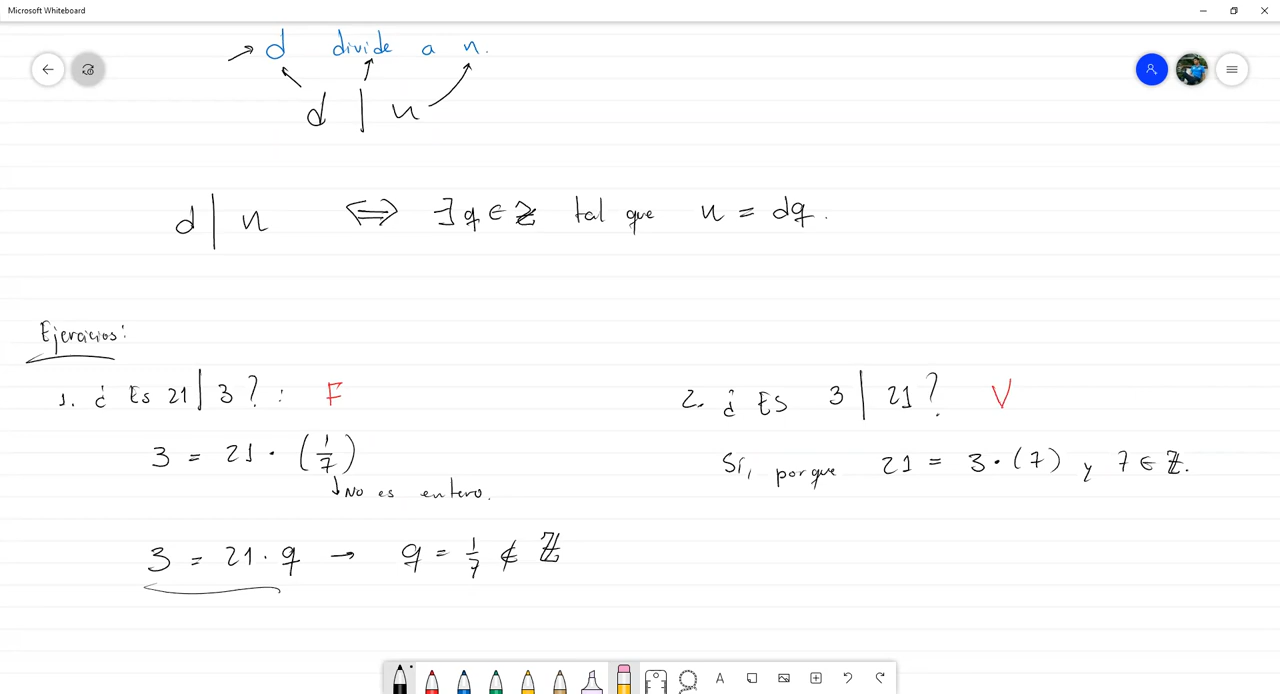 Microsoft Whiteboard
d divide a n.
d | n
d | n ⟺ ∃ q ∈ ℤ tal que n = dq.
Ejercicios:
1. ¿ Es 21 | 3 ? : F
3 = 21 · (1/7)
↓ No es entero.
3 = 21 · q → q = 1/7 ∉ ℤ
2. ¿ Es 3 | 21 ? V
Sí, porque 21 = 3 · (7) y 7 ∈ ℤ.
A